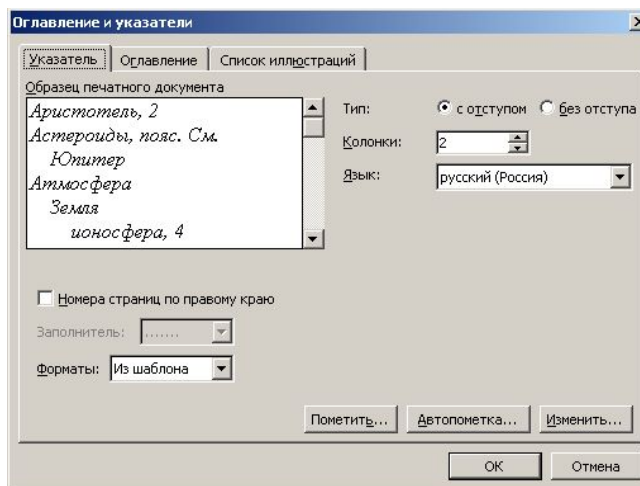 Оглавление и указатели
Указатель Оглавление Список иллюстраций
Образец печатного документа
Аристотель, 2
Астероиды, пояс. См.
Юпитер
Атмосфера
Земля
ионосфера, 4
Тип: с отступом без отступа
Колонки: 2
Язык: русский (Россия)
Номера страниц по правому краю
Заполнитель: .......
Форматы: Из шаблона
Пометить... Автопометка... Изменить...
ОК Отмена